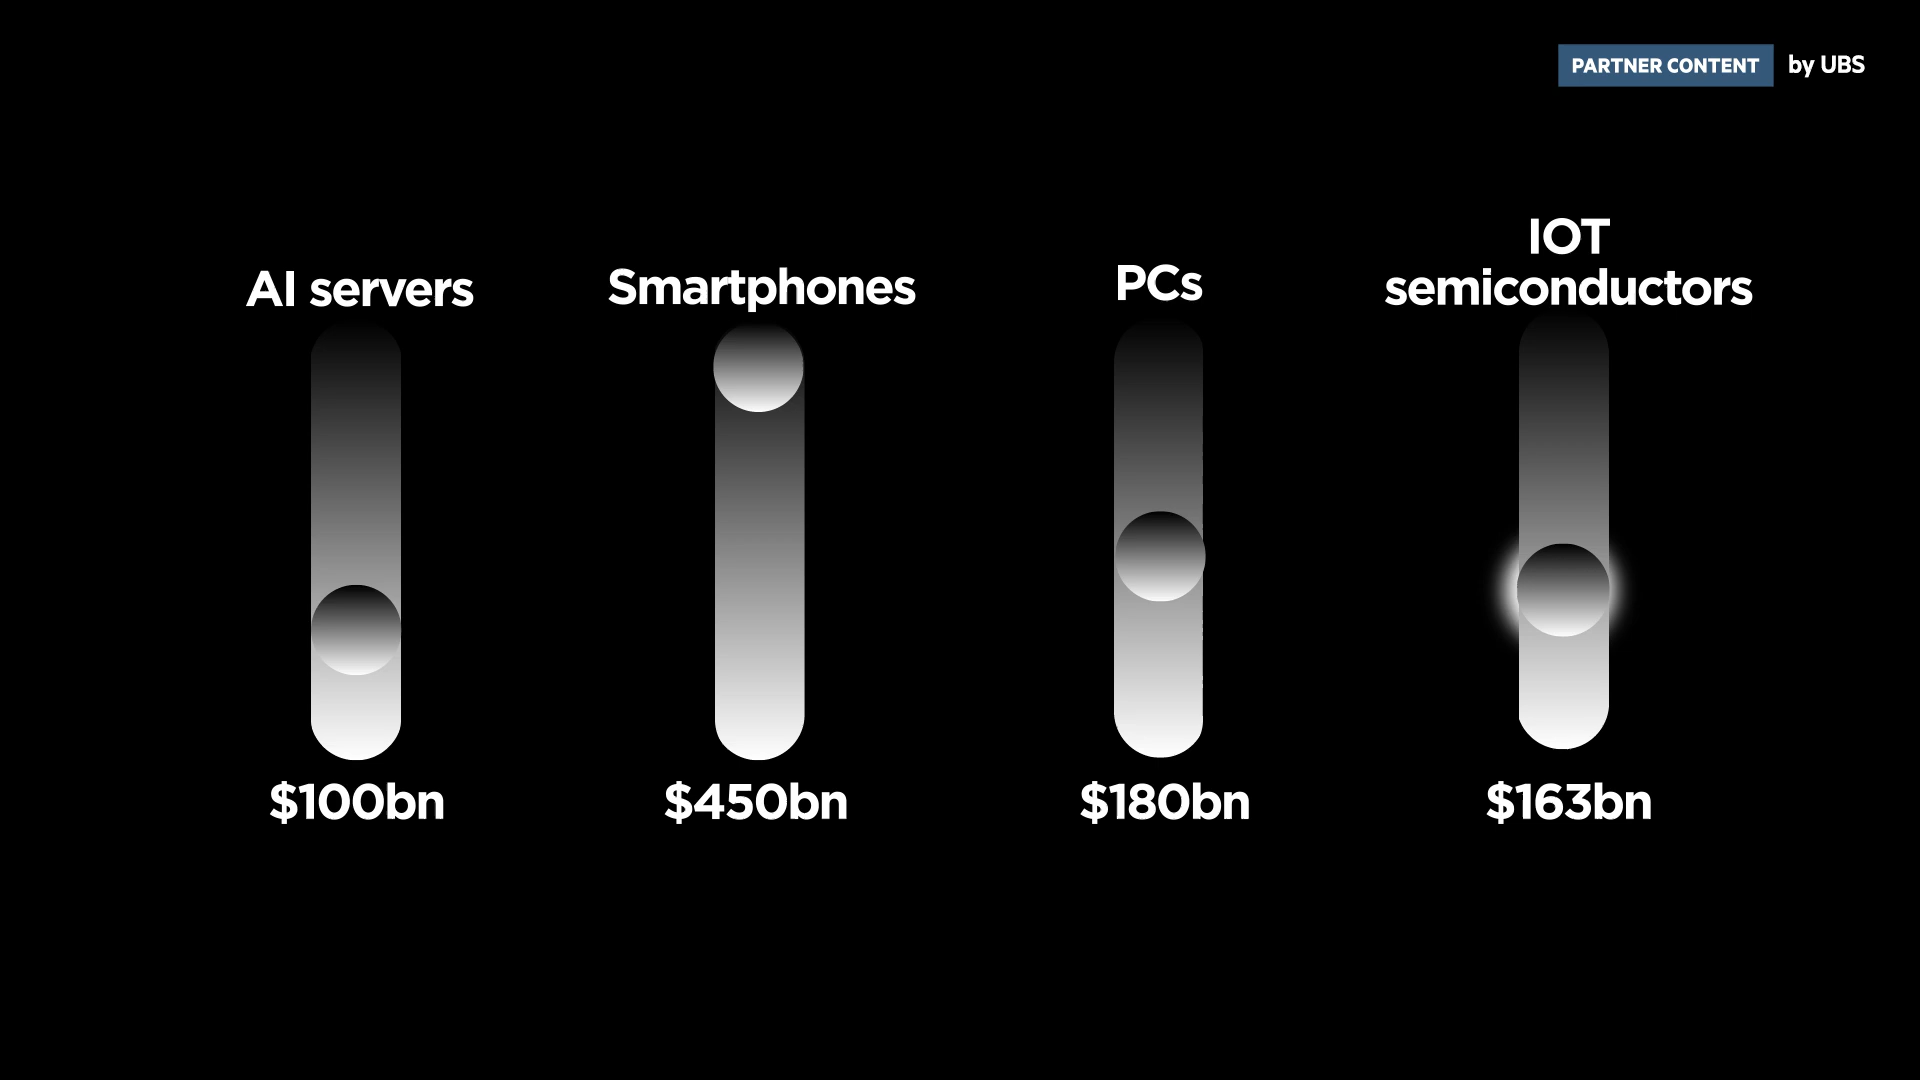 PARTNER CONTENT by UBS
AI servers
Smartphones
PCs
IOT
semiconductors
$100bn
$450bn
$180bn
$163bn